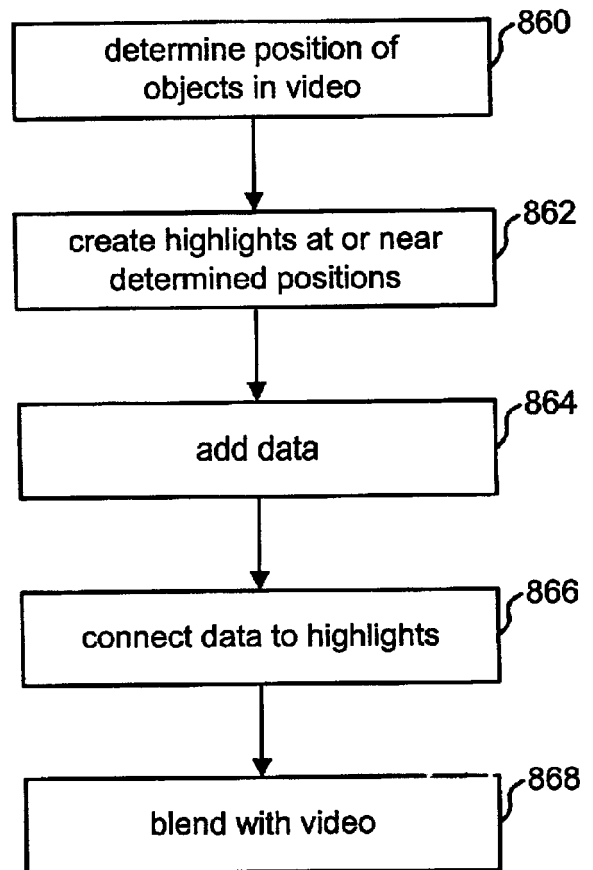 860
determine position of
objects in video
862
create highlights at or near
determined positions
864
add data
866
connect data to highlights
868
blend with video